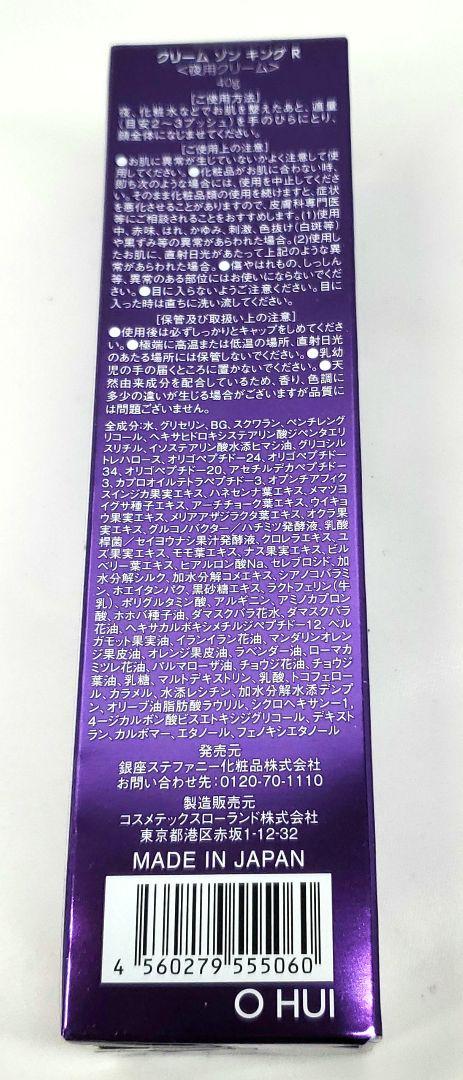 クリーム ソン キング R
<夜用クリーム>
40g
[ご使用方法]
夜、化粧水などでお肌を整えたあと、適量
(目安2～3プッシュ)を手のひらにとり、
顔全体になじませてください。
[ご使用上の注意]
●お肌に異常が生じていないかよく注意して使
用してください。●化粧品がお肌に合わない時、
即ち次のような場合には、使用を中止してくださ
い。そのまま化粧品類の使用を続けますと、症状
を悪化させることがありますので、皮膚科専門医
等にご相談されることをおすすめします。(1)使用
中、赤味、はれ、かゆみ、刺激、色抜け(白斑等)
や黒ずみ等の異常があらわれた場合。(2)使用し
たお肌に、直射日光があたって上記のような異
常があらわれた場合。●傷やはれもの、しっしん
等、異常のある部位にはお使いにならないでくだ
さい。●目に入らないようご注意ください。目に
入った時は直ちに洗い流してください。
[保管及び取扱い上の注意]
●使用後は必ずしっかりとキャップをしめてくださ
い。●極端に高温または低温の場所、直射日光
のあたる場所には保管しないでください。●乳幼
児の手の届くところに置かないでください。●天
然由来成分を配合しているため、香り、色調に
多少の違いが生じる場合がございますが品質に
は問題ございません。
全成分:水、グリセリン、BG、スクワラン、ペンチレング
リコール、ヘキサヒドロキシステアリン酸ジペンタエリ
スリチル、イソステアリン酸水添ヒマシ油、グリコシル
トレハロース、オリゴペプチド-24、オリゴペプチド-
34、オリゴペプチド-20、アセチルデカペプチド-
3、カプロオイルテトラペプチド-3、オプンチアフィク
スインジカ果実エキス、ハネセンナ葉エキス、メマツヨ
イグサ種子エキス、アーチチョーク葉エキス、ウイキョ
ウ果実エキス、メリアアザジラクタ葉エキス、オクラ果
実エキス、グルコノバクター/ハチミツ発酵液、乳酸
桿菌/セイヨウナシ果汁発酵液、クロレラエキス、ユ
ズ果実エキス、モモ葉エキス、ナス果実エキス、ビル
ベリー葉エキス、ヒアルロン酸Na、セレブロシド、加
水分解シルク、加水分解コメエキス、シアノコバラミ
ン、ホエイタンパク、黒砂糖エキス、ラクトフェリン(牛
乳)、ポリグルタミン酸、アルギーン、アミノカプロン
酸、ホホバ種子油、ダマスクバラ花水、ダマスクバラ
花油、ヘキサカルボキシメチルジペプチド-12、ベル
ガモット果実油、イランイラン花油、マンダリンオレン
ジ果皮油、オレンジ果皮油、ラベンダー油、ローマカ
ミツレ花油、パルマローザ油、チョウジ花油、チョウジ
葉油、乳糖、マルトデキストリン、乳酸、トコフェロー
ル、カラメル、水添レシチン、加水分解水添デンプ
ン、オリーブ油脂肪酸ラウリル、シクロヘキサン-1,
4-ジカルボン酸ビスエトキシジグリコール、デキスト
ラン、カルボマー、エタノール、フェノキシエタノール
発売元
銀座ステファニー化粧品株式会社
お問い合わせ先:0120-70-1110
製造販売元
コスメテックスローランド株式会社
東京都港区赤坂1-12-32
MADE IN JAPAN
4 560279 555060
O HUI